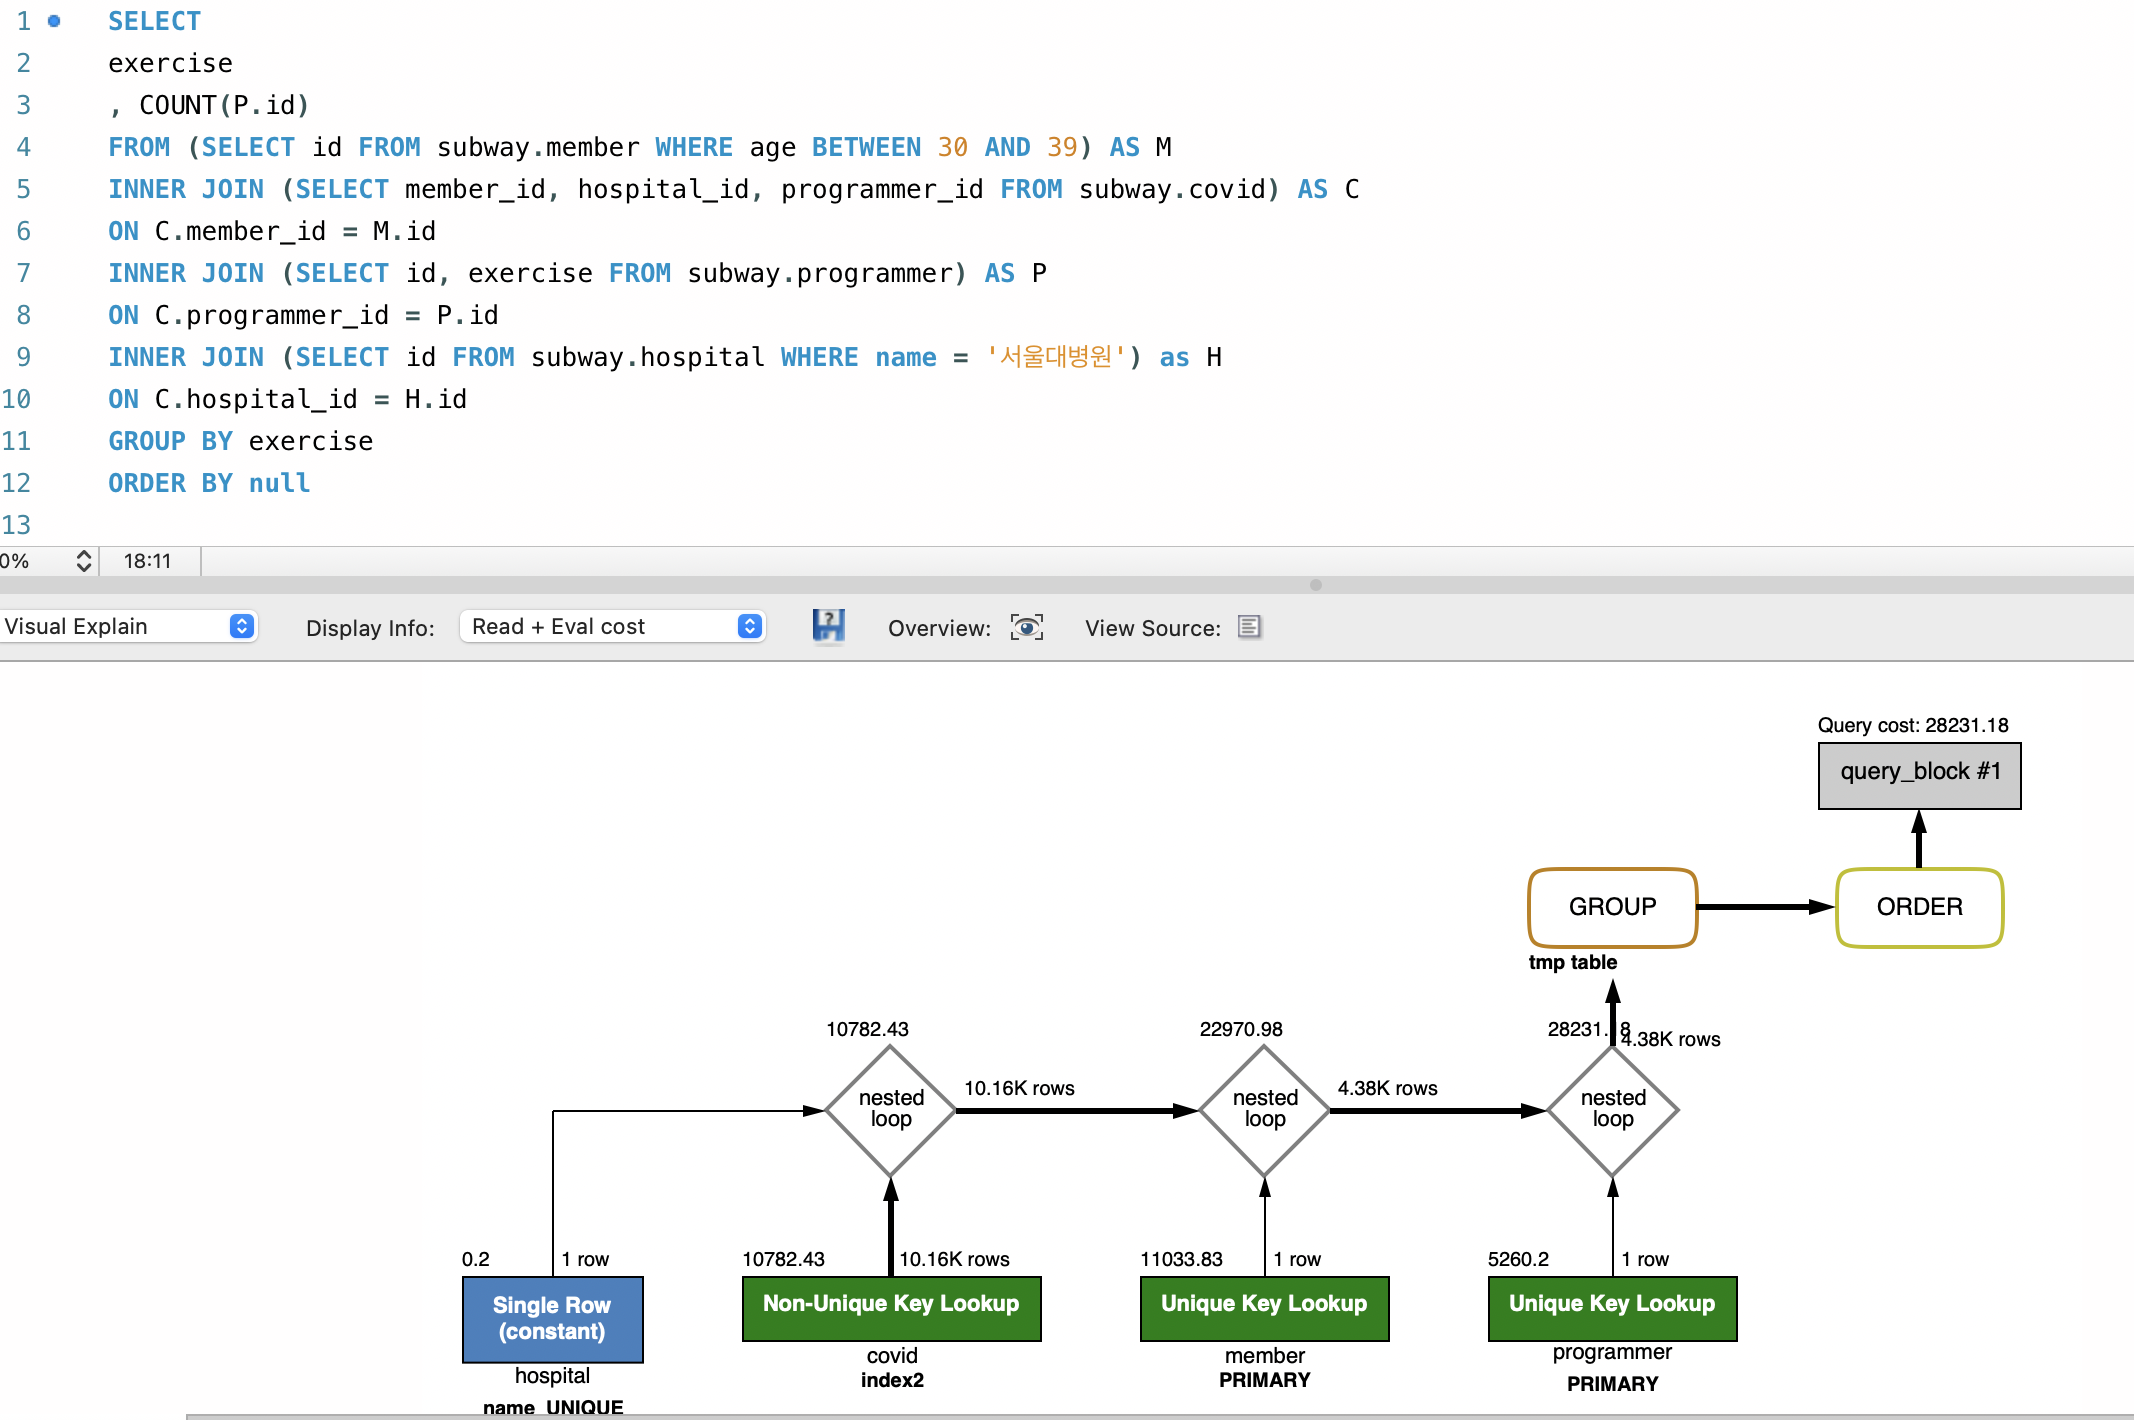 1 SELECT
2 exercise
3 , COUNT(P.id)
4 FROM (SELECT id FROM subway.member WHERE age BETWEEN 30 AND 39) AS M
5 INNER JOIN (SELECT member_id, hospital_id, programmer_id FROM subway.covid) AS C
6 ON C.member_id = M.id
7 INNER JOIN (SELECT id, exercise FROM subway.programmer) AS P
8 ON C.programmer_id = P.id
9 INNER JOIN (SELECT id FROM subway.hospital WHERE name = '서울대병원') as H
10 ON C.hospital_id = H.id
11 GROUP BY exercise
12 ORDER BY null
13
0% 18:11
Visual Explain Display Info: Read + Eval cost Overview: View Source:
Query cost: 28231.18
query_block #1
GROUP ORDER
tmp table
10782.43 22970.98 28231.18
4.38K rows
10.16K rows 4.38K rows
nested loop nested loop nested loop
0.2 1 row 10782.43 10.16K rows 11033.83 1 row 5260.2 1 row
Single Row (constant) Non-Unique Key Lookup Unique Key Lookup Unique Key Lookup
hospital covid member programmer
name_UNIQUE index2 PRIMARY PRIMARY